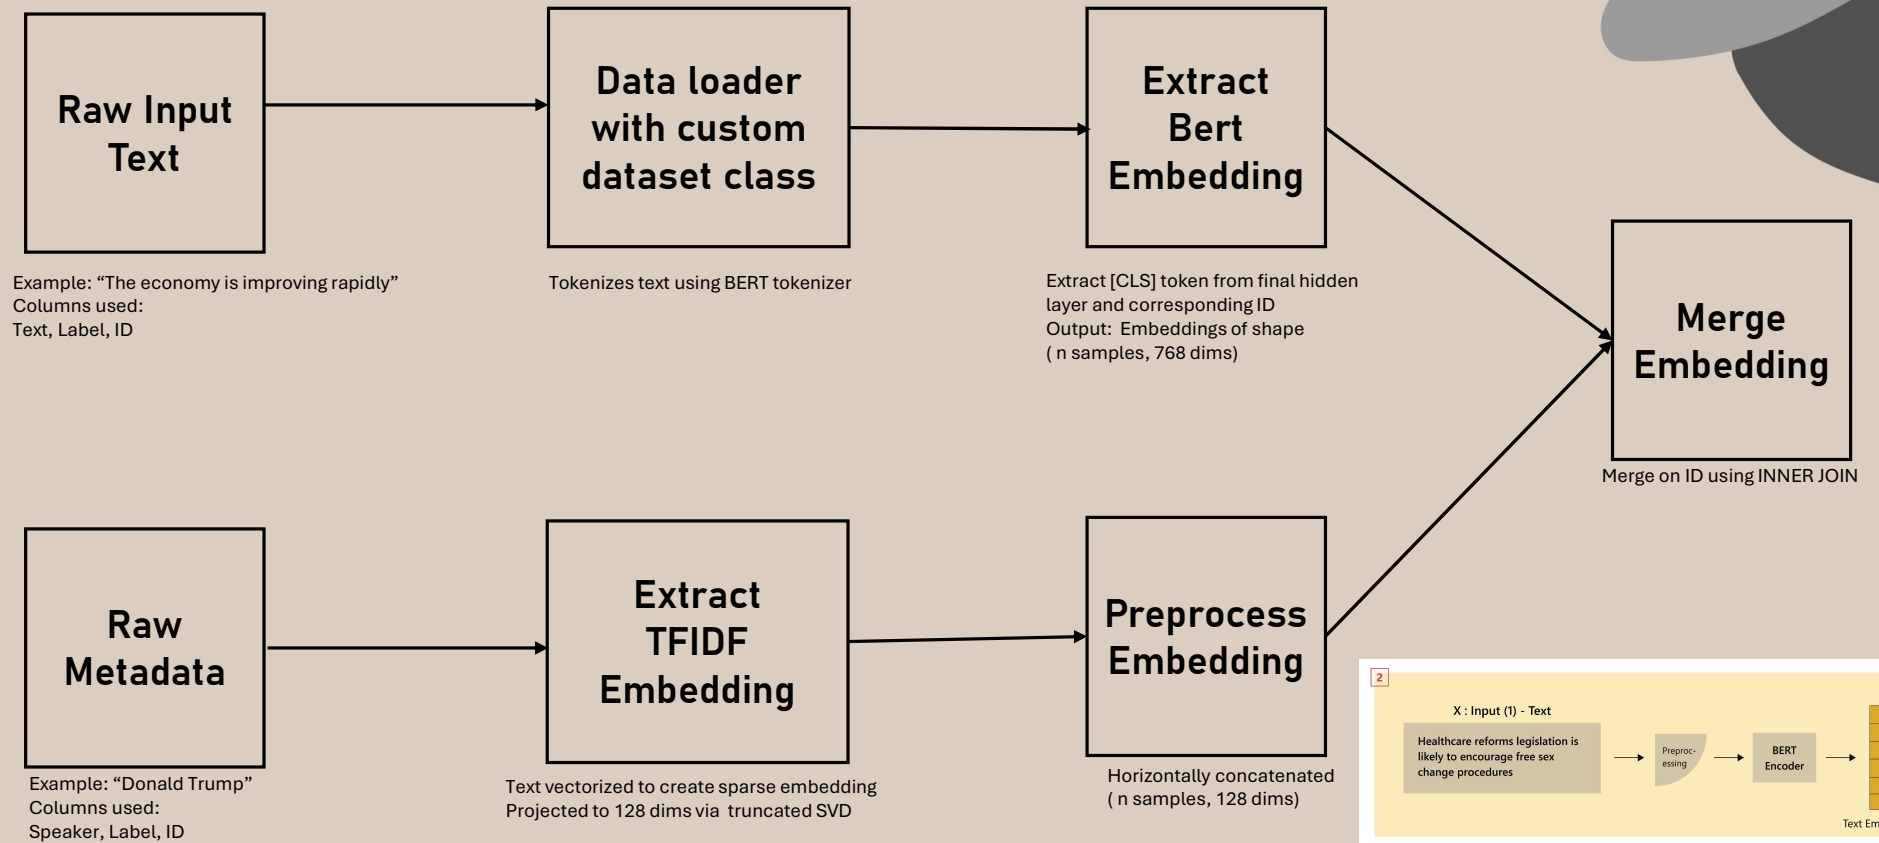 Raw Input
Text
Example: “The economy is improving rapidly”
Columns used:
Text, Label, ID
Data loader
with custom
dataset class
Tokenizes text using BERT tokenizer
Extract
Bert
Embedding
Extract [CLS] token from final hidden
layer and corresponding ID
Output: Embeddings of shape
( n samples, 768 dims)
Merge
Embedding
Merge on ID using INNER JOIN
Raw
Metadata
Example: “Donald Trump”
Columns used:
Speaker, Label, ID
Extract
TFIDF
Embedding
Text vectorized to create sparse embedding
Projected to 128 dims via truncated SVD
Preprocess
Embedding
Horizontally concatenated
( n samples, 128 dims)
2
X : Input (1) - Text
Healthcare reforms legislation is
likely to encourage free sex
change procedures
Preproc-
essing
BERT
Encoder
Text Em